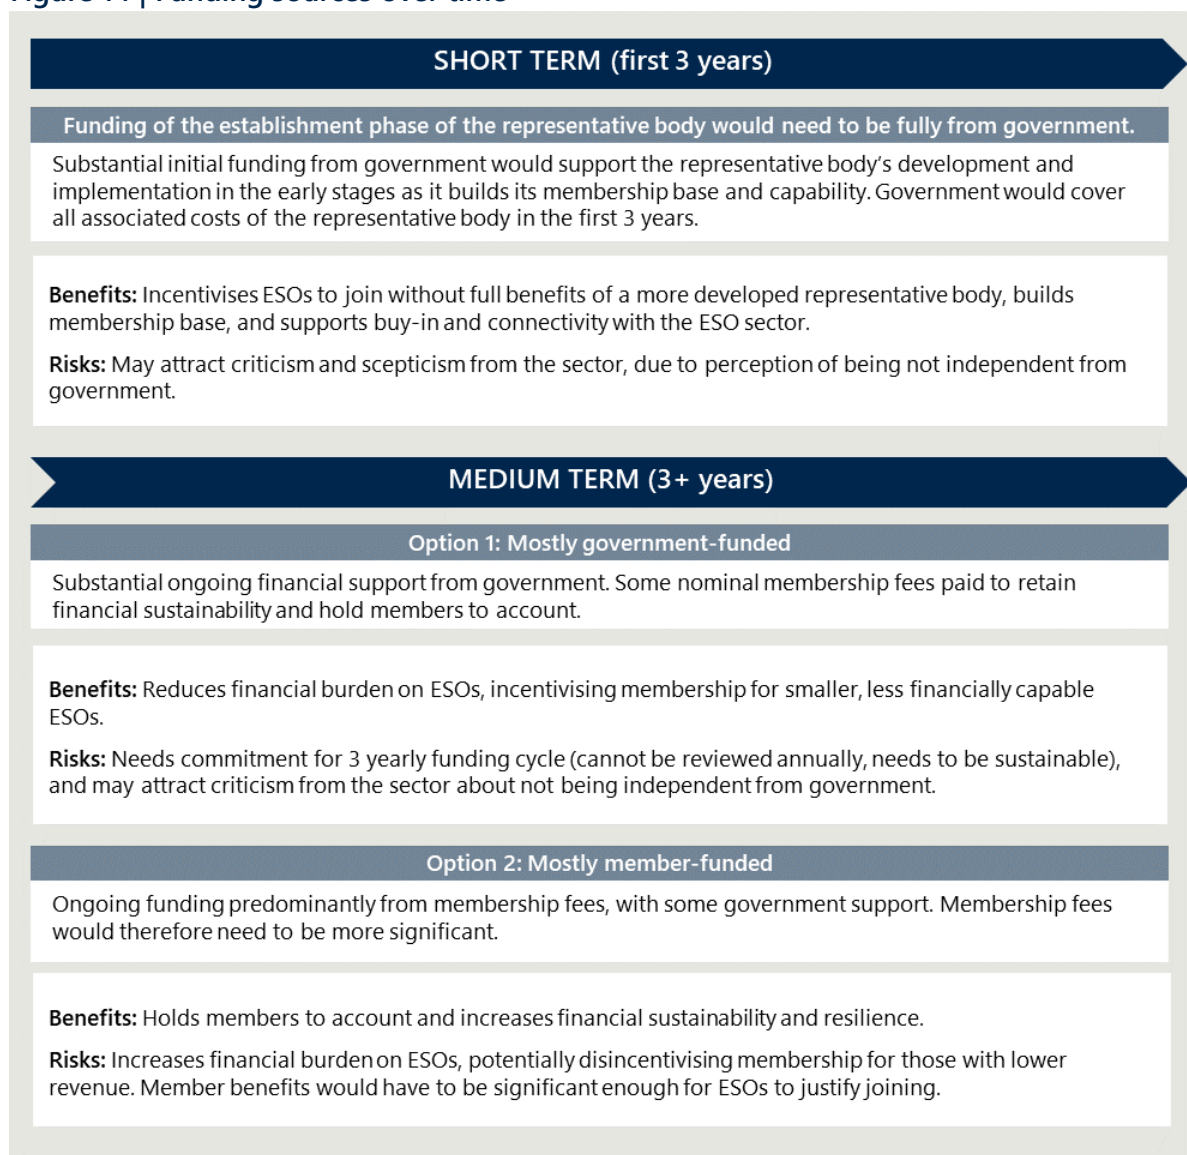 Funding sources over time
SHORT TERM (first 3 years)
Funding of the establishment phase of the representative body would need to be fully from government.
Substantial initial funding from government would support the representative body's development and
implementation in the early stages as it builds its membership base and capability. Government would cover
all associated costs of the representative body in the first 3 years.
Benefits: Incentivises ESOs to join without full benefits of a more developed representative body, builds
membership base, and supports buy-in and connectivity with the ESO sector.
Risks: May attract criticism and scepticism from the sector, due to perception of being not independent from
government.
MEDIUM TERM (3+ years)
Option 1: Mostly government-funded
Substantial ongoing financial support from government. Some nominal membership fees paid to retain
financial sustainability and hold members to account.
Benefits: Reduces financial burden on ESOs, incentivising membership for smaller, less financially capable
ESOs.
Risks: Needs commitment for 3 yearly funding cycle (cannot be reviewed annually, needs to be sustainable),
and may attract criticism from the sector about not being independent from government.
Option 2: Mostly member-funded
Ongoing funding predominantly from membership fees, with some government support. Membership fees
would therefore need to be more significant.
Benefits: Holds members to account and increases financial sustainability and resilience.
Risks: Increases financial burden on ESOs, potentially disincentivising membership for those with lower
revenue. Member benefits would have to be significant enough for ESOs to justify joining.